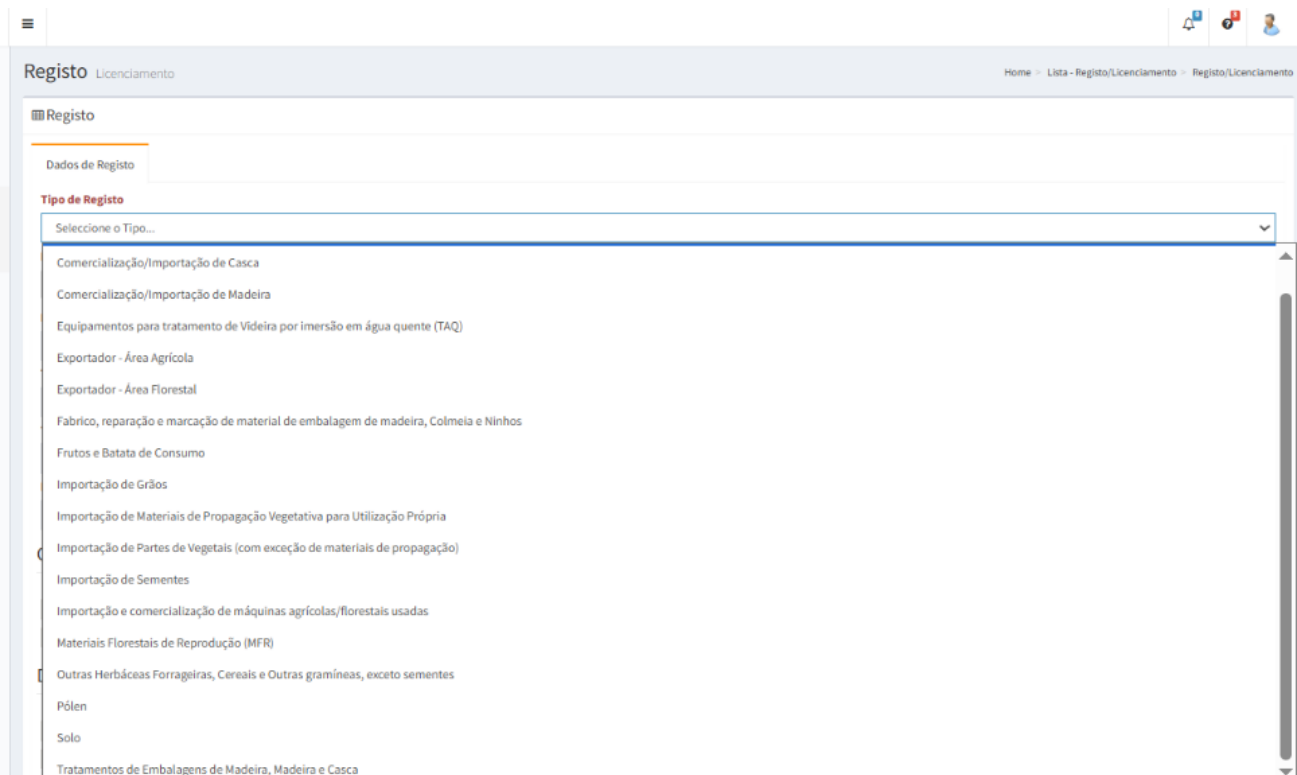 Registo Licenciamento
Home > Lista - Registo/Licenciamento > Registo/Licenciamento
Registo
Dados de Registo
Tipo de Registo
Seleccione o Tipo...
Comercialização/Importação de Casca
Comercialização/Importação de Madeira
Equipamentos para tratamento de Videira por imersão em água quente (TAQ)
Exportador - Área Agrícola
Exportador - Área Florestal
Fabrico, reparação e marcação de material de embalagem de madeira, Colmeia e Ninhos
Frutos e Batata de Consumo
Importação de Grãos
Importação de Materiais de Propagação Vegetativa para Utilização Própria
Importação de Partes de Vegetais (com exceção de materiais de propagação)
Importação de Sementes
Importação e comercialização de máquinas agrícolas/florestais usadas
Materiais Florestais de Reprodução (MFR)
Outras Herbáceas Forrageiras, Cereais e Outras gramíneas, exceto sementes
Pólen
Solo
Tratamentos de Embalagens de Madeira, Madeira e Casca